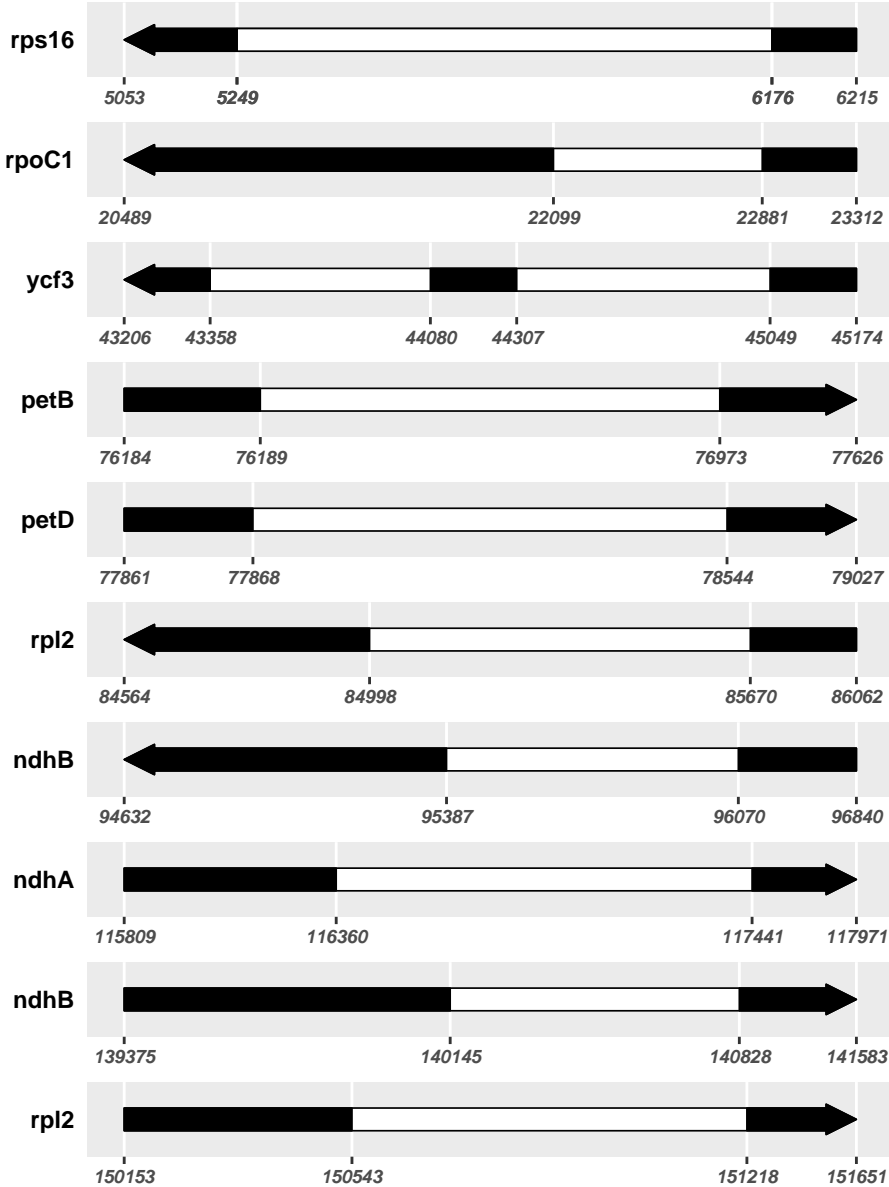 rps16
5053 5249 6176 6215
rpoC1
20489 22099 22881 23312
ycf3
43206 43358 44080 44307 45049 45174
petB
76184 76189 76973 77626
petD
77861 77868 78544 79027
rpl2
84564 84998 85670 86062
ndhB
94632 95387 96070 96840
ndhA
115809 116360 117441 117971
ndhB
139375 140145 140828 141583
rpl2
150153 150543 151218 151651